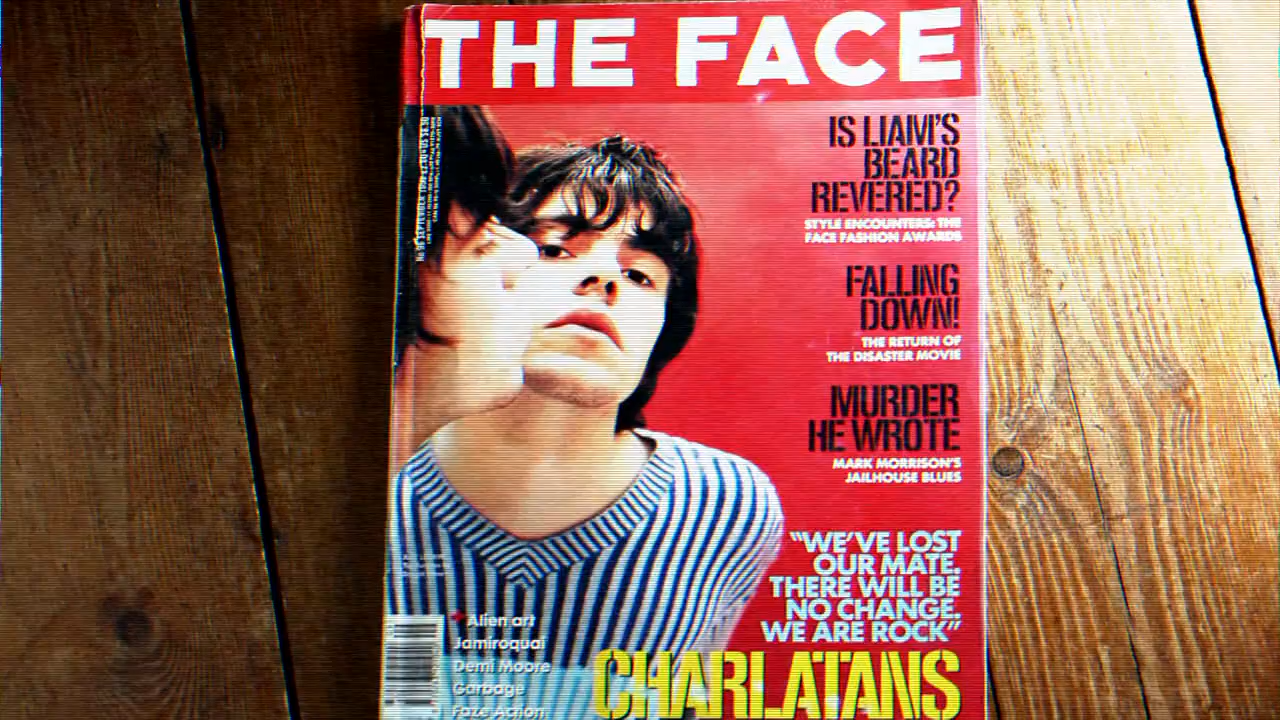 THE FACE
IS LIAM'S
BEARD
REVERED?
STYLE ENCOUNTERS: THE
FACE FASHION AWARDS
FALLING
DOWN!
THE RETURN OF
THE DISASTER MOVIE
MURDER
HE WROTE
MARK MORRISON'S
JAILHOUSE BLUES
"WE'VE LOST
OUR MATE.
THERE WILL BE
NO CHANGE.
WE ARE ROCK"
CHARLATANS
Alien art
Jamiroquai
Demi Moore
Garbage
Faze Action